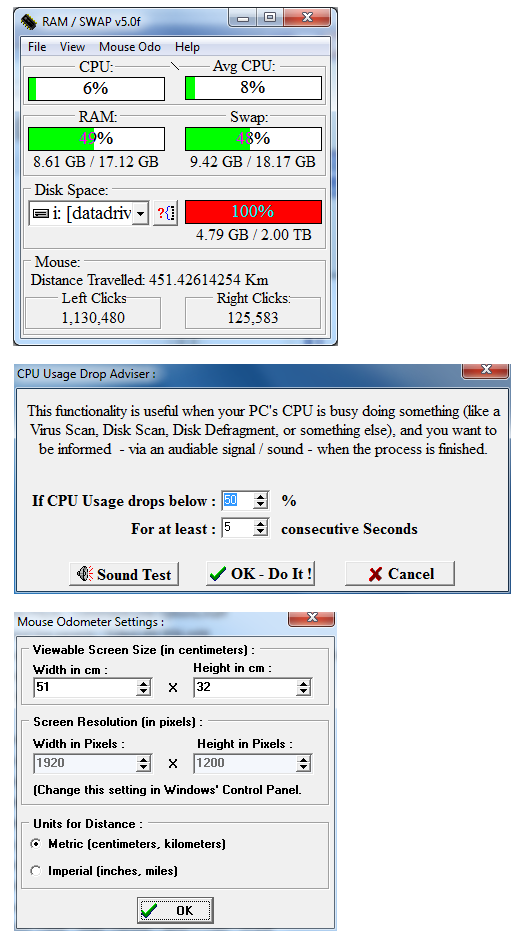 RAM / SWAP v5.0f
File View Mouse Odo Help
CPU: Avg CPU:
6% 8%
RAM: Swap:
49% 48%
8.61 GB / 17.12 GB 9.42 GB / 18.17 GB
Disk Space:
i: [datadriv ?{ 100%
4.79 GB / 2.00 TB
Mouse:
Distance Travelled: 451.42614254 Km
Left Clicks Right Clicks:
1,130,480 125,583
CPU Usage Drop Adviser :
This functionality is useful when your PC's CPU is busy doing something (like a
Virus Scan, Disk Scan, Disk Defragment, or something else), and you want to
be informed - via an audiable signal / sound - when the process is finished.
If CPU Usage drops below : 50 %
For at least : 5 consecutive Seconds
Sound Test OK - Do It ! Cancel
Mouse Odometer Settings :
Viewable Screen Size (in centimeters) :
Width in cm : Height in cm :
51 X 32
Screen Resolution (in pixels) :
Width in Pixels : Height in Pixels :
1920 X 1200
(Change this setting in Windows' Control Panel.
Units for Distance :
Metric (centimeters, kilometers)
Imperial (inches, miles)
OK